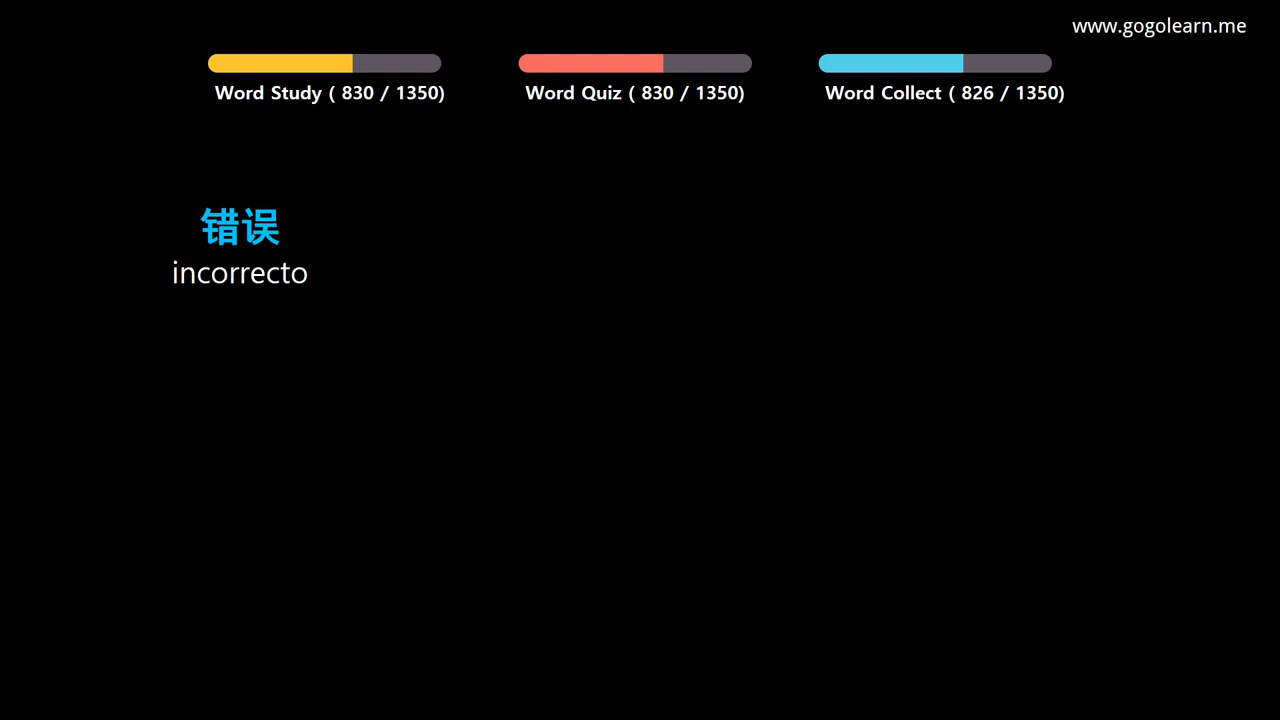 www.gogolearn.me
Word Study ( 830 / 1350)
Word Quiz ( 830 / 1350)
Word Collect ( 826 / 1350)
错误
incorrecto